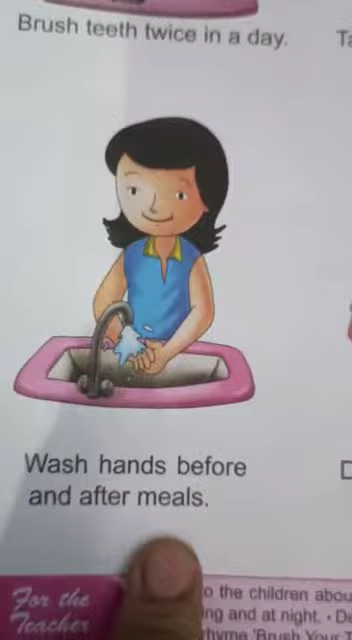 Brush teeth twice in a day.
Wash hands before
and after meals.
For the
Teacher
o the children abou
ng and at night. • De
hyme 'Brush Your